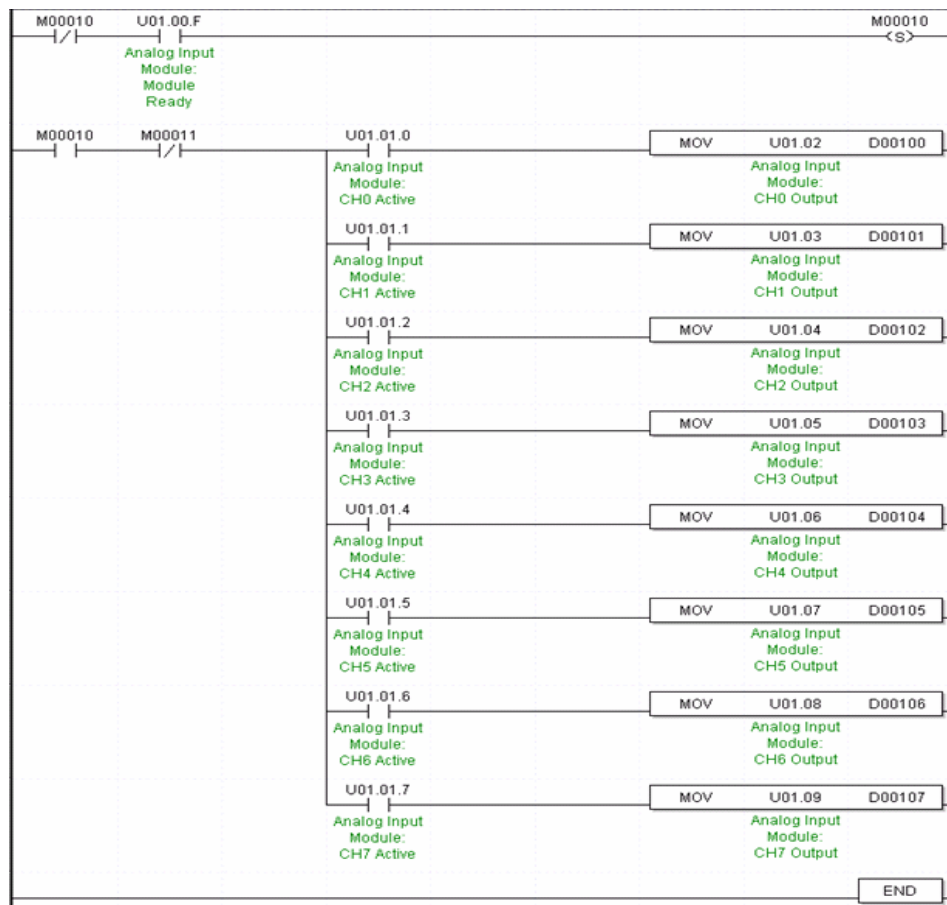 M00010 U01.00.F M00010
S
Analog Input
Module:
Module
Ready
M00010 M00011 U01.01.0 MOV U01.02 D00100
Analog Input Analog Input
Module: Module:
CH0 Active CH0 Output
U01.01.1 MOV U01.03 D00101
Analog Input Analog Input
Module: Module:
CH1 Active CH1 Output
U01.01.2 MOV U01.04 D00102
Analog Input Analog Input
Module: Module:
CH2 Active CH2 Output
U01.01.3 MOV U01.05 D00103
Analog Input Analog Input
Module: Module:
CH3 Active CH3 Output
U01.01.4 MOV U01.06 D00104
Analog Input Analog Input
Module: Module:
CH4 Active CH4 Output
U01.01.5 MOV U01.07 D00105
Analog Input Analog Input
Module: Module:
CH5 Active CH5 Output
U01.01.6 MOV U01.08 D00106
Analog Input Analog Input
Module: Module:
CH6 Active CH6 Output
U01.01.7 MOV U01.09 D00107
Analog Input Analog Input
Module: Module:
CH7 Active CH7 Output
END